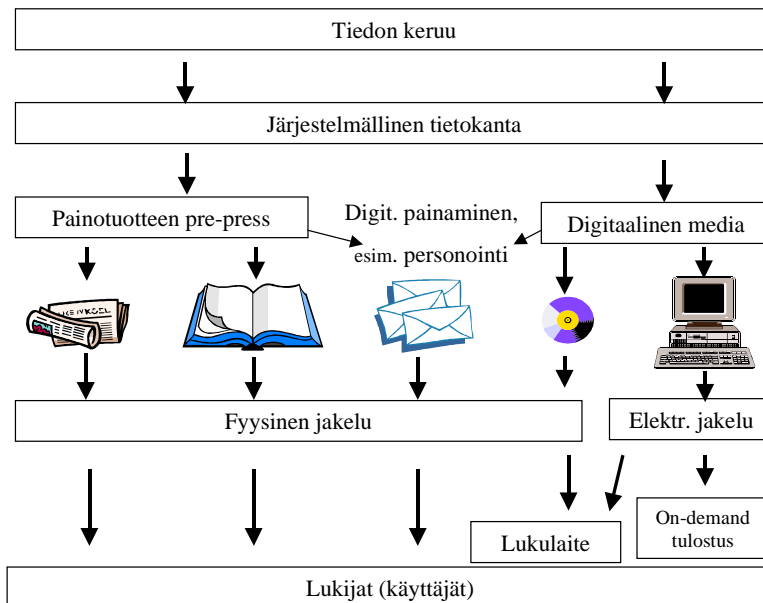 Tiedon keruu
Järjestelmällinen tietokanta
Painotuotteen pre-press
Digit. painaminen,
esim. personointi
Digitaalinen media
Fyysinen jakelu
Elektr. jakelu
Lukulaite
On-demand
tulostus
Lukijat (käyttäjät)